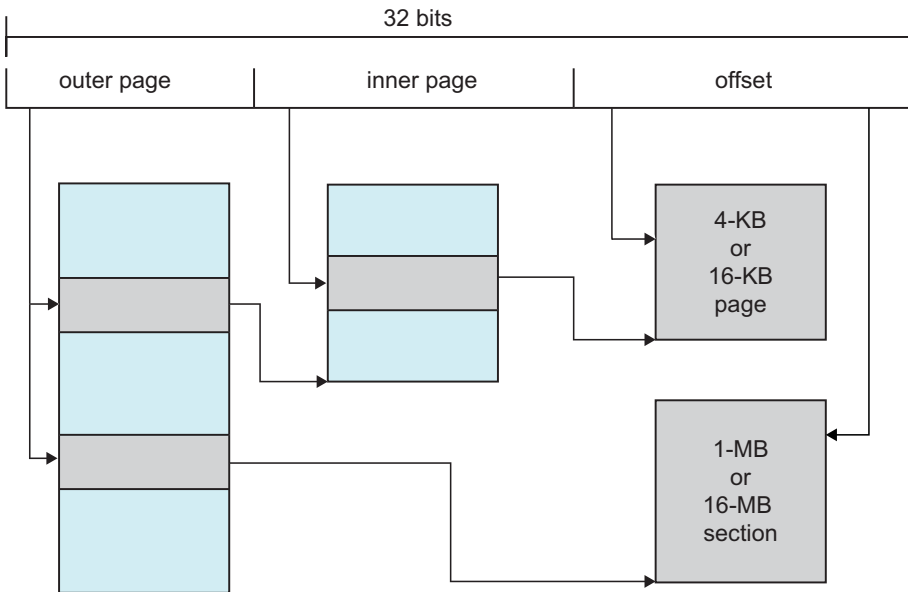 32 bits
outer page
inner page
offset
4-KB
or
16-KB
page
1-MB
or
16-MB
section